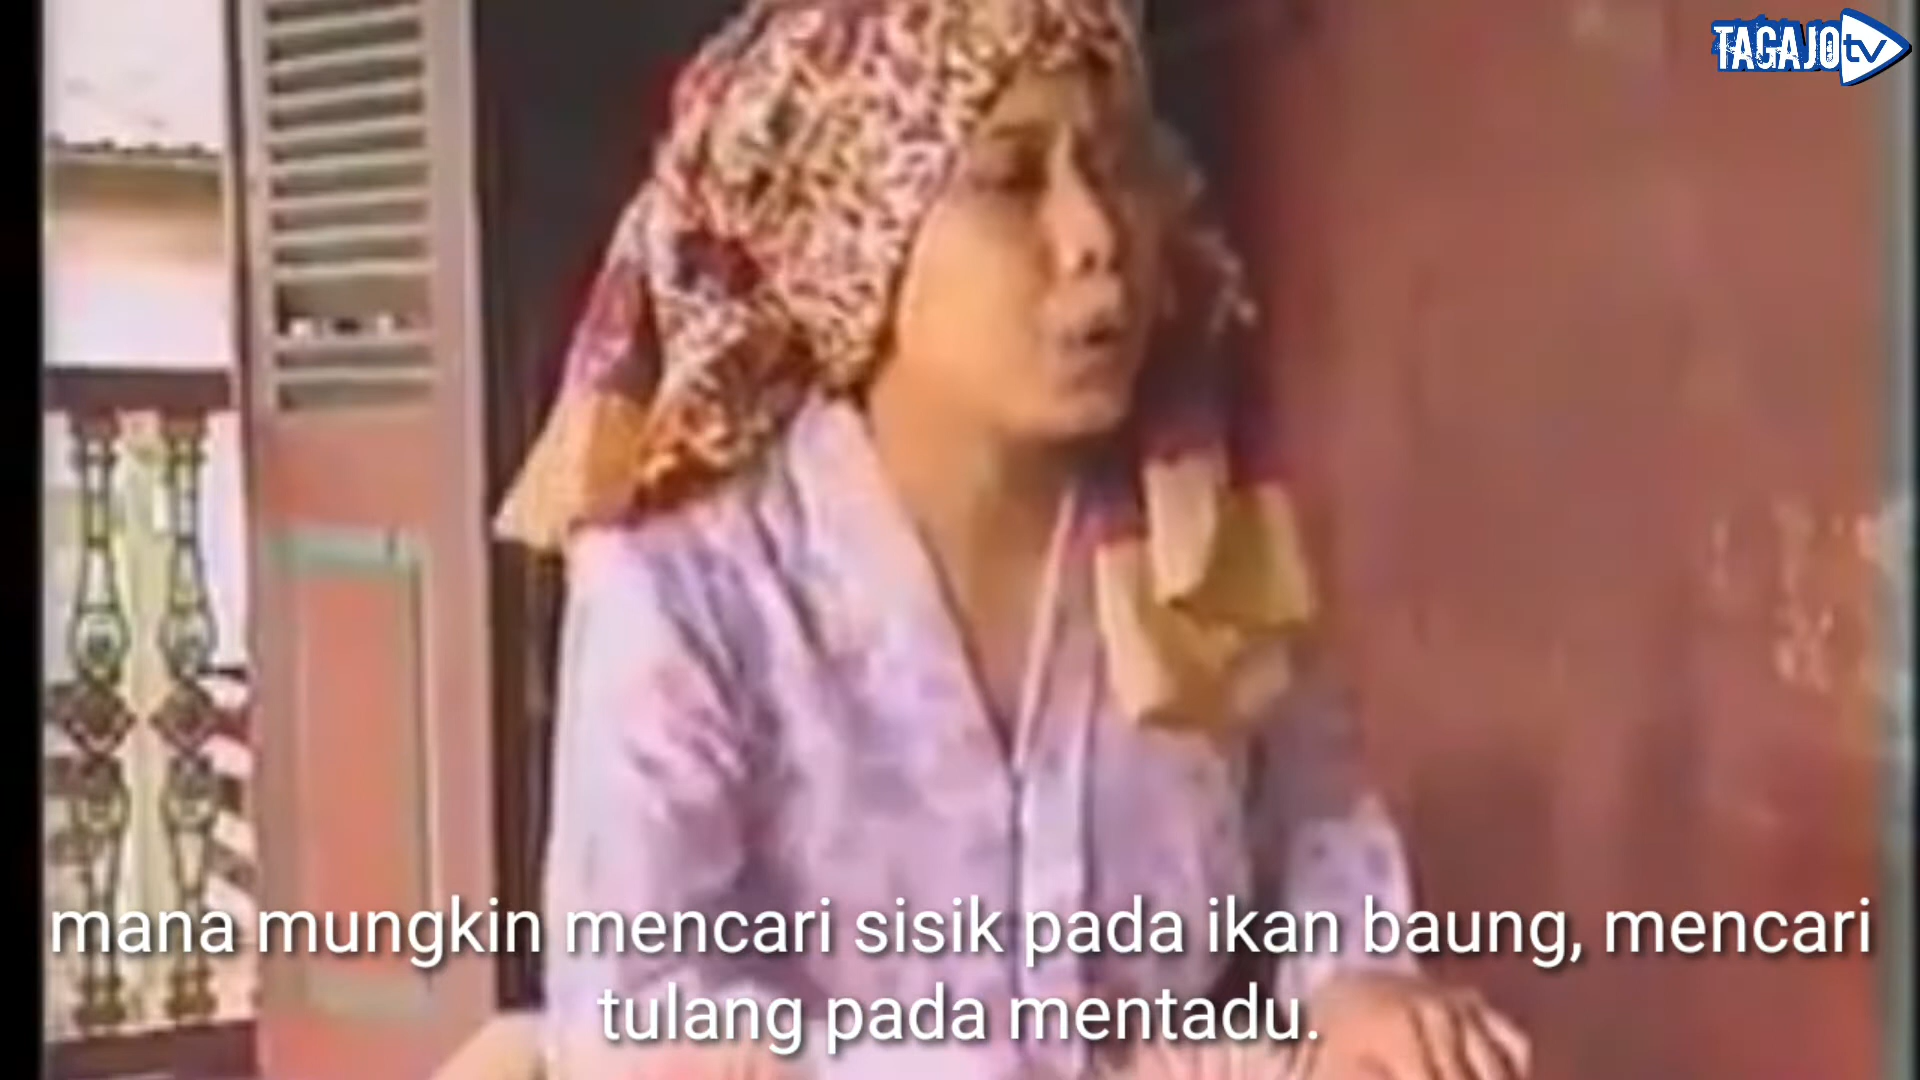 TAGAJOtv
mana mungkin mencari sisik pada ikan baung, mencari
tulang pada mentadu.